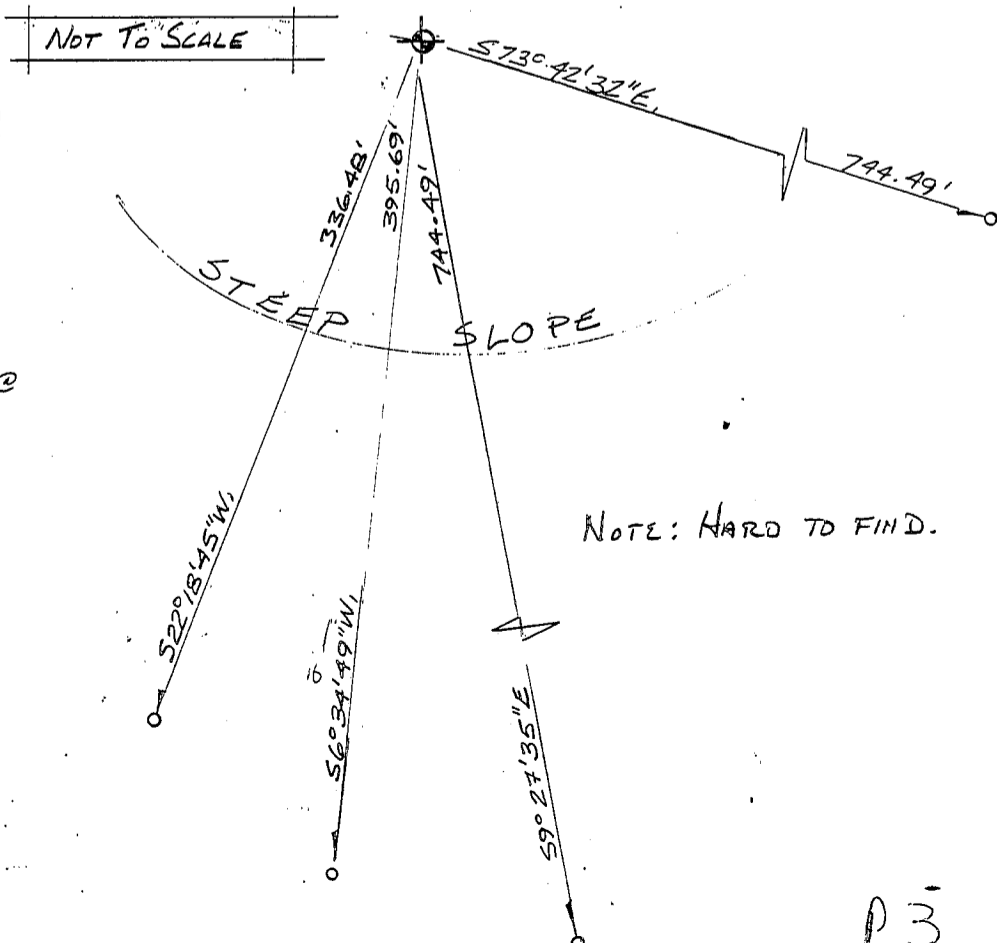 NOT TO SCALE
S73°42'32"E.
744.49'
336.48'
395.69'
744.49'
STEEP SLOPE
NOTE: HARD TO FIND.
S22°18'45"W.
S6°34'49"W.
S9°27'35"E
P 3